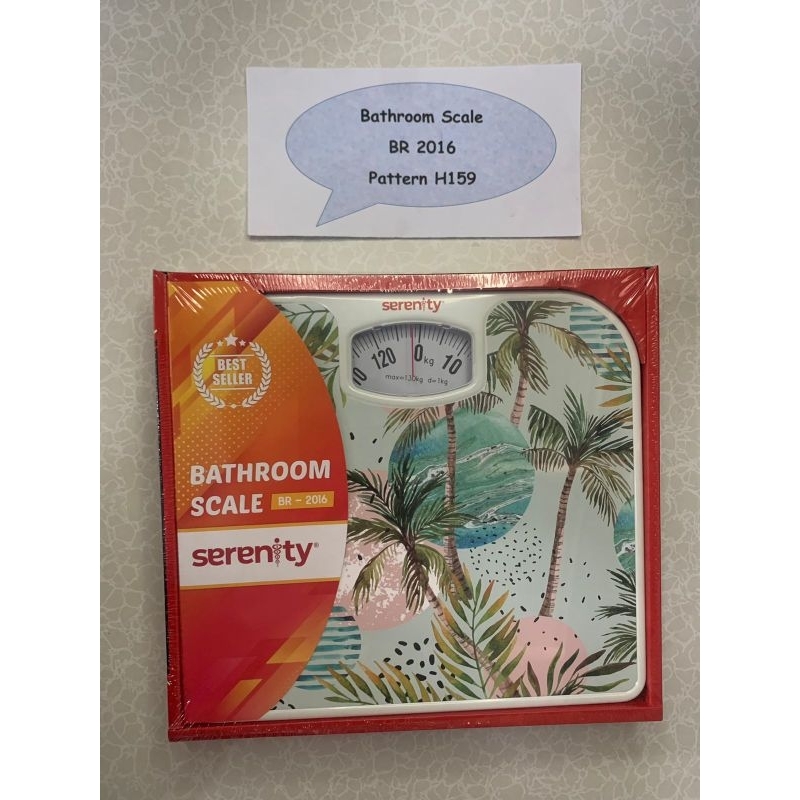 Bathroom Scale
BR 2016
Pattern H159
serenity
120 0 kg 10
max=130kg d=1kg
BEST
SELLER
BATHROOM
SCALE BR - 2016
serenity®